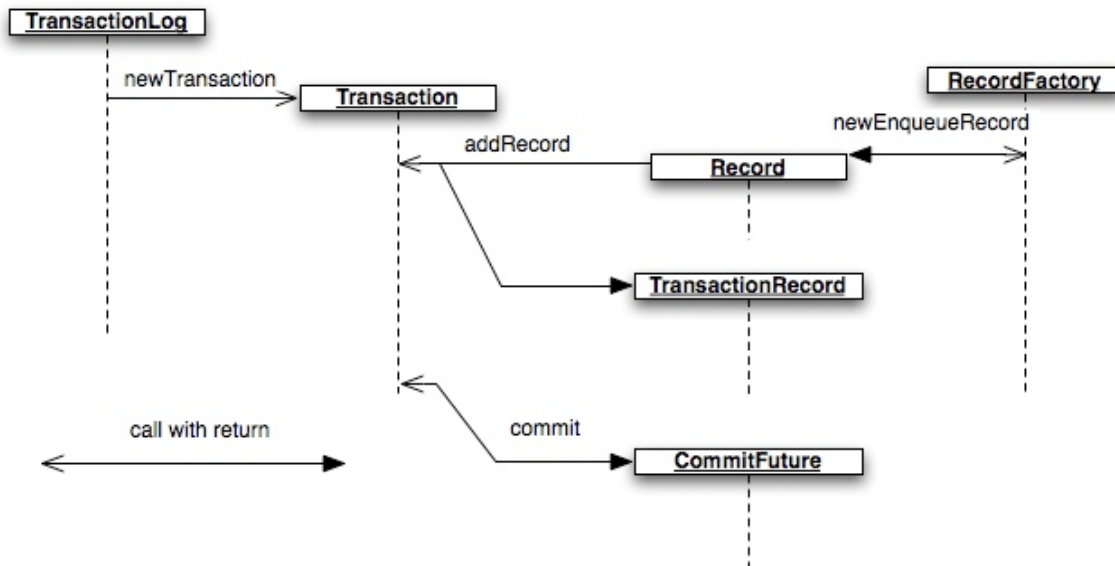 TransactionLog
newTransaction
Transaction
RecordFactory
newEnqueueRecord
addRecord
Record
TransactionRecord
call with return
commit
CommitFuture